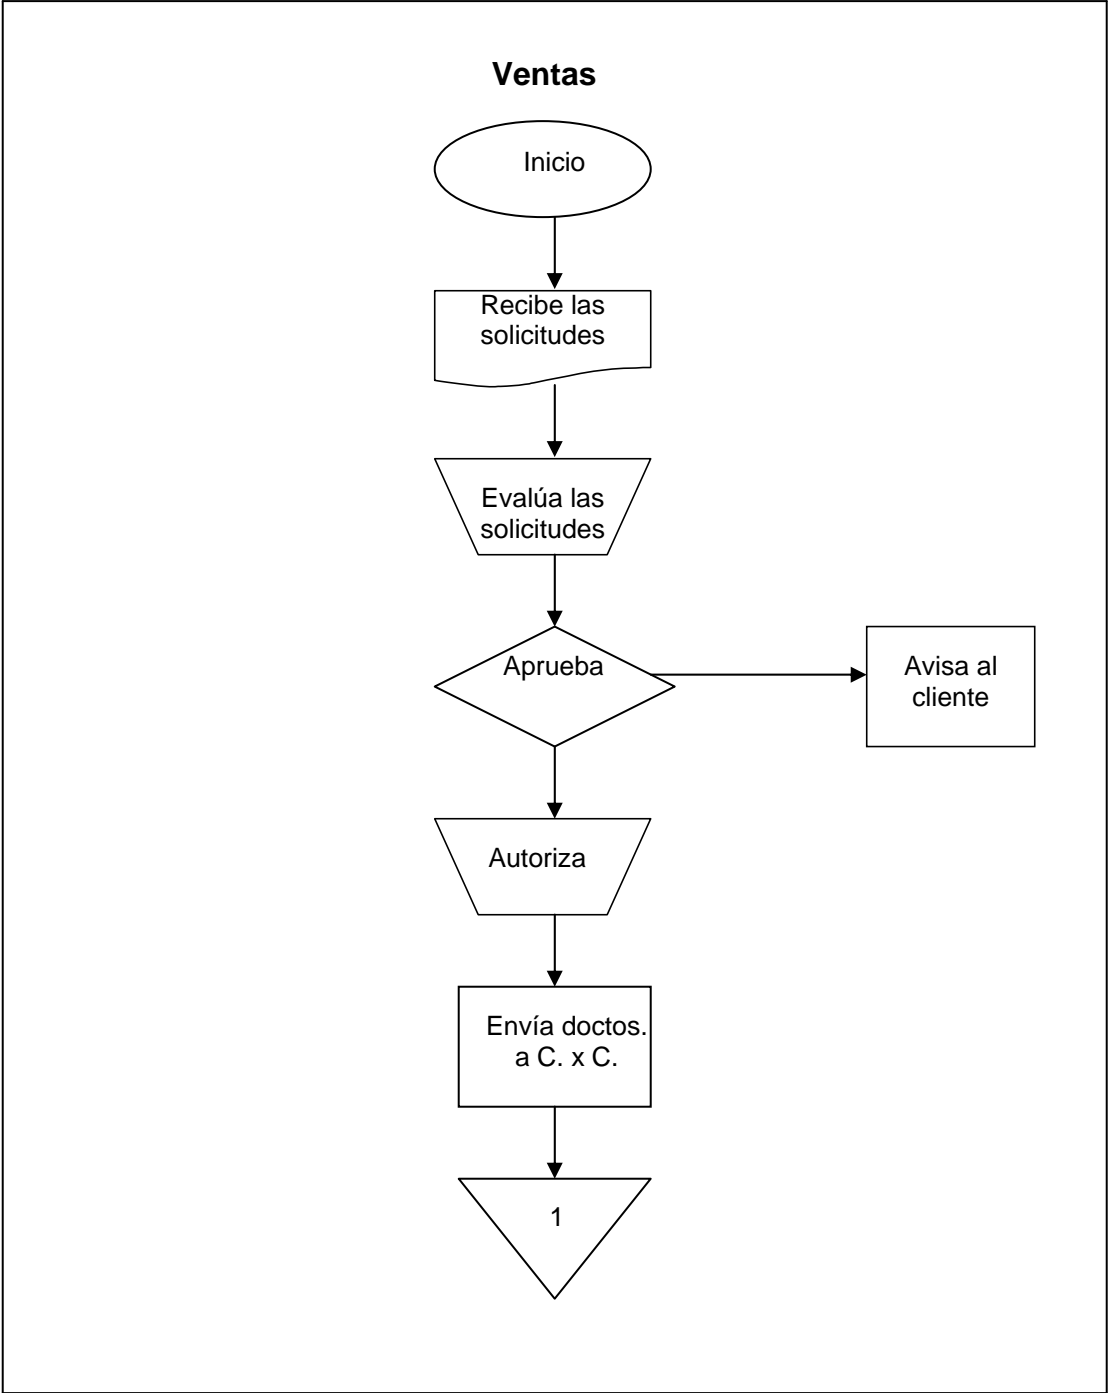 Ventas
Inicio
Recibe las
solicitudes
Evalúa las
solicitudes
Aprueba
Avisa al
cliente
Autoriza
Envía doctos.
a C. x C.
1